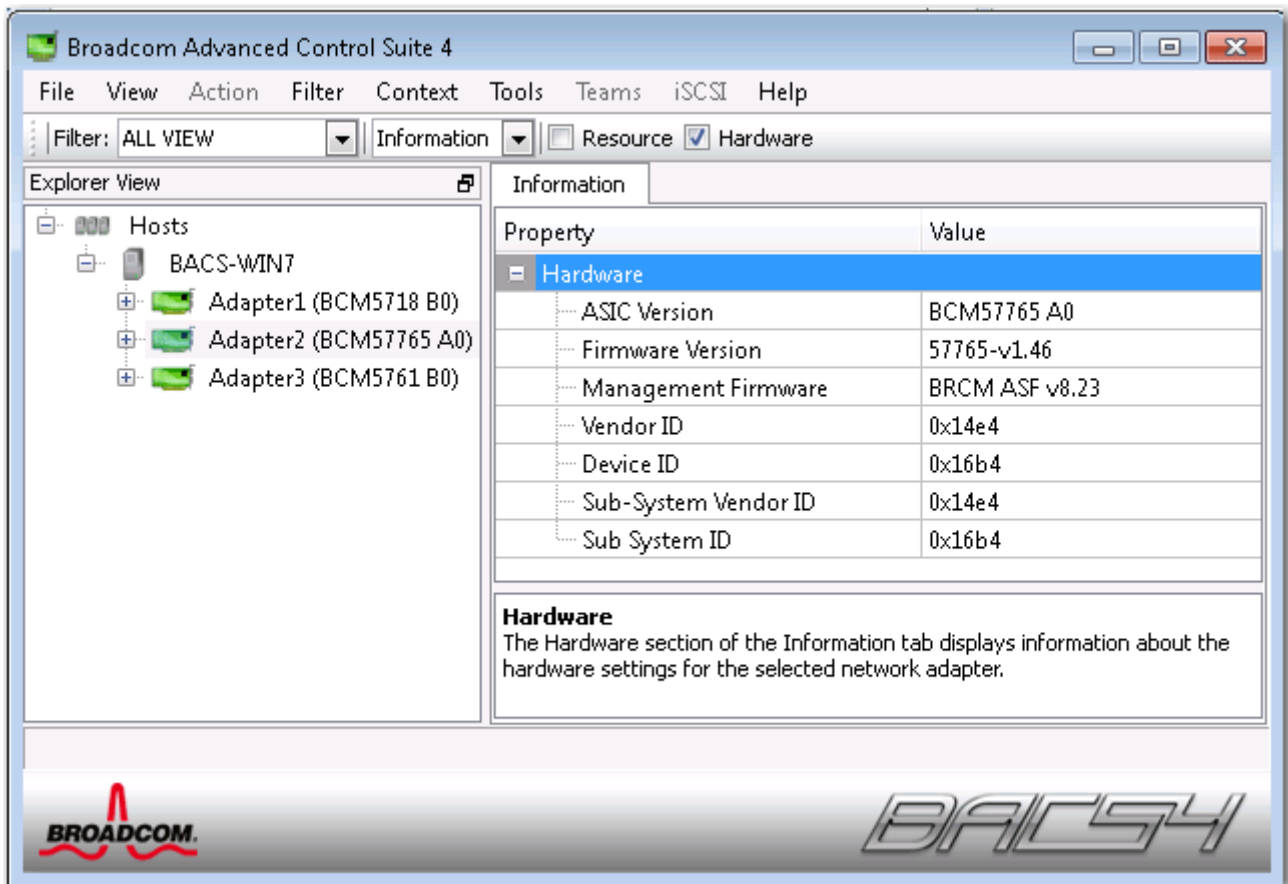 Broadcom Advanced Control Suite 4
File View Action Filter Context Tools Teams iSCSI Help
Filter: ALL VIEW Information Resource Hardware
Explorer View
Hosts
BACS-WIN7
Adapter1 (BCM5718 B0)
Adapter2 (BCM57765 A0)
Adapter3 (BCM5761 B0)
Information
Property Value
Hardware
ASIC Version BCM57765 A0
Firmware Version 57765-v1.46
Management Firmware BRCM ASF v8.23
Vendor ID 0x14e4
Device ID 0x16b4
Sub-System Vendor ID 0x14e4
Sub System ID 0x16b4
Hardware
The Hardware section of the Information tab displays information about the
hardware settings for the selected network adapter.
BROADCOM.
BACS4